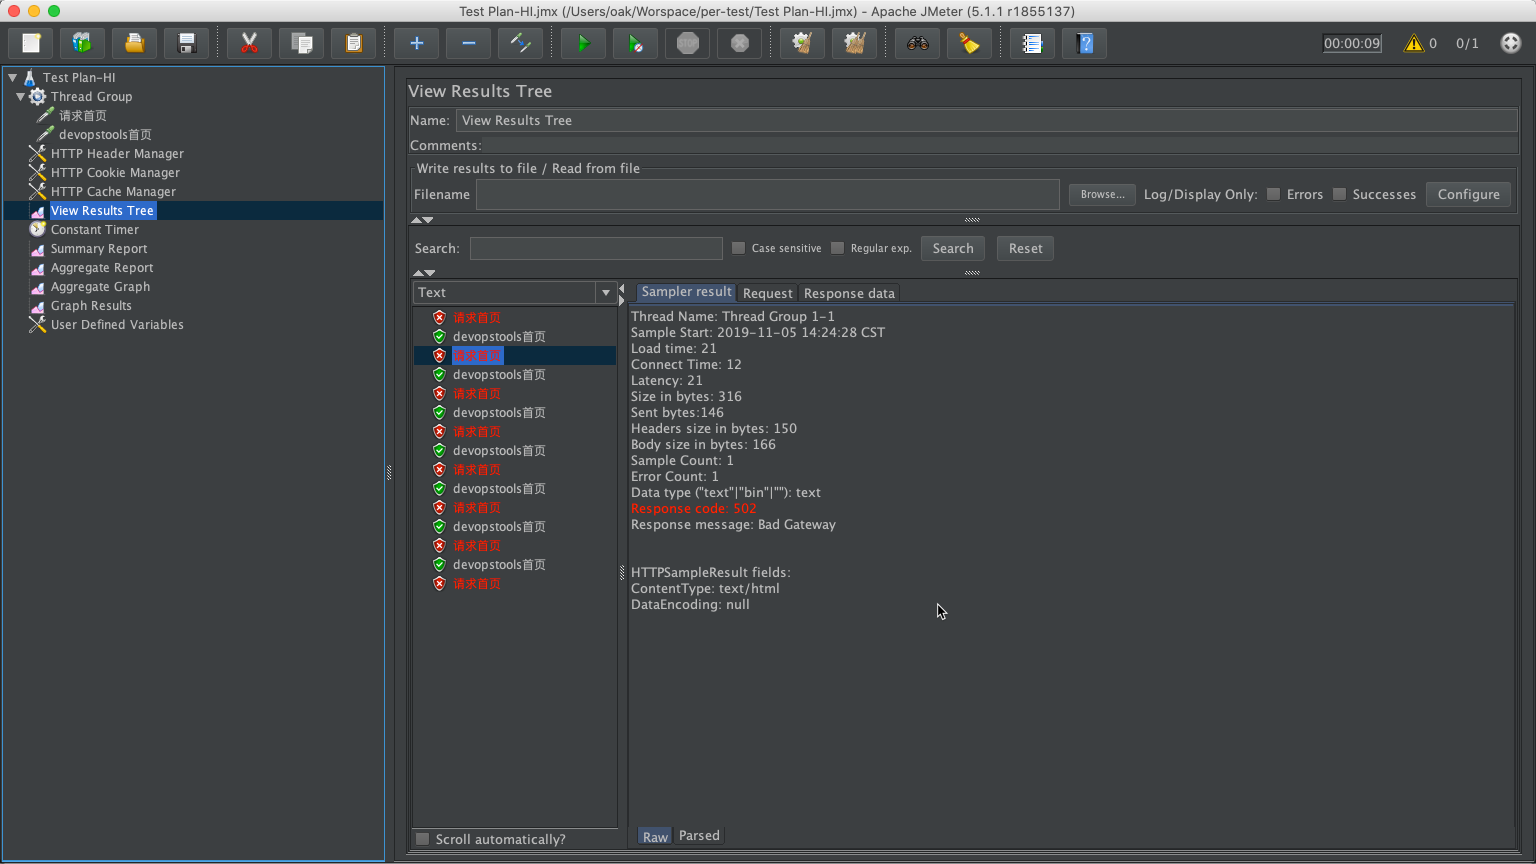 Test Plan-HI.jmx (/Users/oak/Worspace/per-test/Test Plan-HI.jmx) - Apache JMeter (5.1.1 r1855137)
00:00:09
0
0/1
Test Plan-HI
Thread Group
请求首页
devopstools首页
HTTP Header Manager
HTTP Cookie Manager
HTTP Cache Manager
View Results Tree
Constant Timer
Summary Report
Aggregate Report
Aggregate Graph
Graph Results
User Defined Variables
View Results Tree
Name: View Results Tree
Comments:
Write results to file / Read from file
Filename Browse... Log/Display Only: Errors Successes Configure
Search: Case sensitive Regular exp. Search Reset
Text
请求首页
devopstools首页
请求首页
devopstools首页
请求首页
devopstools首页
请求首页
devopstools首页
请求首页
devopstools首页
请求首页
devopstools首页
请求首页
devopstools首页
请求首页
Scroll automatically?
Sampler result Request Response data
Thread Name: Thread Group 1-1
Sample Start: 2019-11-05 14:24:28 CST
Load time: 21
Connect Time: 12
Latency: 21
Size in bytes: 316
Sent bytes:146
Headers size in bytes: 150
Body size in bytes: 166
Sample Count: 1
Error Count: 1
Data type ("text"|"bin"|""): text
Response code: 502
Response message: Bad Gateway
HTTPSampleResult fields:
ContentType: text/html
DataEncoding: null
Raw Parsed